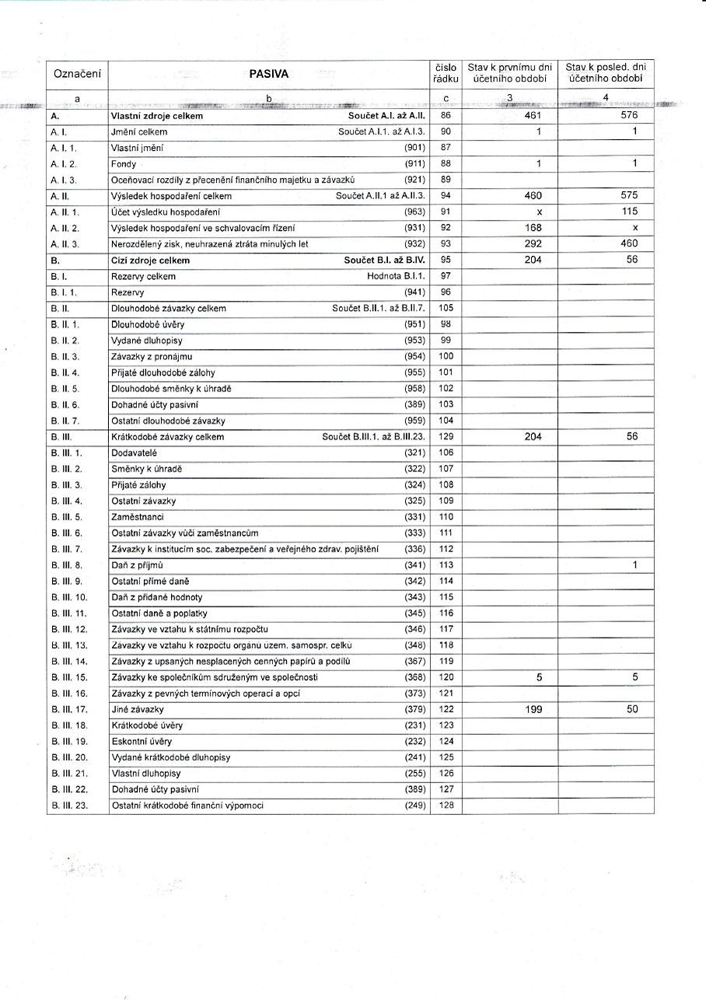 Označení PASIVA číslo řádku Stav k prvnímu dni účetního období Stav k posled. dni účetního období
a b c 3 4
A. Vlastní zdroje celkem Součet A.I. až A.II. 86 461 576
A. I. Jmění celkem Součet A.I.1. až A.I.3. 90 1 1
A. I. 1. Vlastní jmění (901) 87
A. I. 2. Fondy (911) 88 1 1
A. I. 3. Oceňovací rozdíly z přecenění finančního majetku a závazků (921) 89
A. II. Výsledek hospodaření celkem Součet A.II.1 až A.II.3. 94 460 575
A. II. 1. Účet výsledku hospodaření (963) 91 x 115
A. II. 2. Výsledek hospodaření ve schvalovacím řízení (931) 92 168 x
A. II. 3. Nerozdělený zisk, neuhrazená ztráta minulých let (932) 93 292 460
B. Cizí zdroje celkem Součet B.I. až B.IV. 95 204 56
B. I. Rezervy celkem Hodnota B.I.1. 97
B. I. 1. Rezervy (941) 96
B. II. Dlouhodobé závazky celkem Součet B.II.1. až B.II.7. 105
B. II. 1. Dlouhodobé úvěry (951) 98
B. II. 2. Vydané dluhopisy (953) 99
B. II. 3. Závazky z pronájmu (954) 100
B. II. 4. Přijaté dlouhodobé zálohy (955) 101
B. II. 5. Dlouhodobé směnky k úhradě (958) 102
B. II. 6. Dohadné účty pasivní (389) 103
B. II. 7. Ostatní dlouhodobé závazky (959) 104
B. III. Krátkodobé závazky celkem Součet B.III.1. až B.III.23. 129 204 56
B. III. 1. Dodavatelé (321) 106
B. III. 2. Směnky k úhradě (322) 107
B. III. 3. Přijaté zálohy (324) 108
B. III. 4. Ostatní závazky (325) 109
B. III. 5. Zaměstnanci (331) 110
B. III. 6. Ostatní závazky vůči zaměstnancům (333) 111
B. III. 7. Závazky k institucím soc. zabezpečení a veřejného zdrav. pojištění (336) 112
B. III. 8. Daň z příjmů (341) 113 1
B. III. 9. Ostatní přímé daně (342) 114
B. III. 10. Daň z přidané hodnoty (343) 115
B. III. 11. Ostatní daně a poplatky (345) 116
B. III. 12. Závazky ve vztahu k státnímu rozpočtu (346) 117
B. III. 13. Závazky ve vztahu k rozpočtu orgánů územ. samospr. celků (348) 118
B. III. 14. Závazky z upsaných nesplacených cenných papírů a podílů (367) 119
B. III. 15. Závazky ke společníkům sdruženým ve společnosti (368) 120 5 5
B. III. 16. Závazky z pevných termínových operací a opcí (373) 121
B. III. 17. Jiné závazky (379) 122 199 50
B. III. 18. Krátkodobé úvěry (231) 123
B. III. 19. Eskontní úvěry (232) 124
B. III. 20. Vydané krátkodobé dluhopisy (241) 125
B. III. 21. Vlastní dluhopisy (255) 126
B. III. 22. Dohadné účty pasivní (389) 127
B. III. 23. Ostatní krátkodobé finanční výpomoci (249) 128